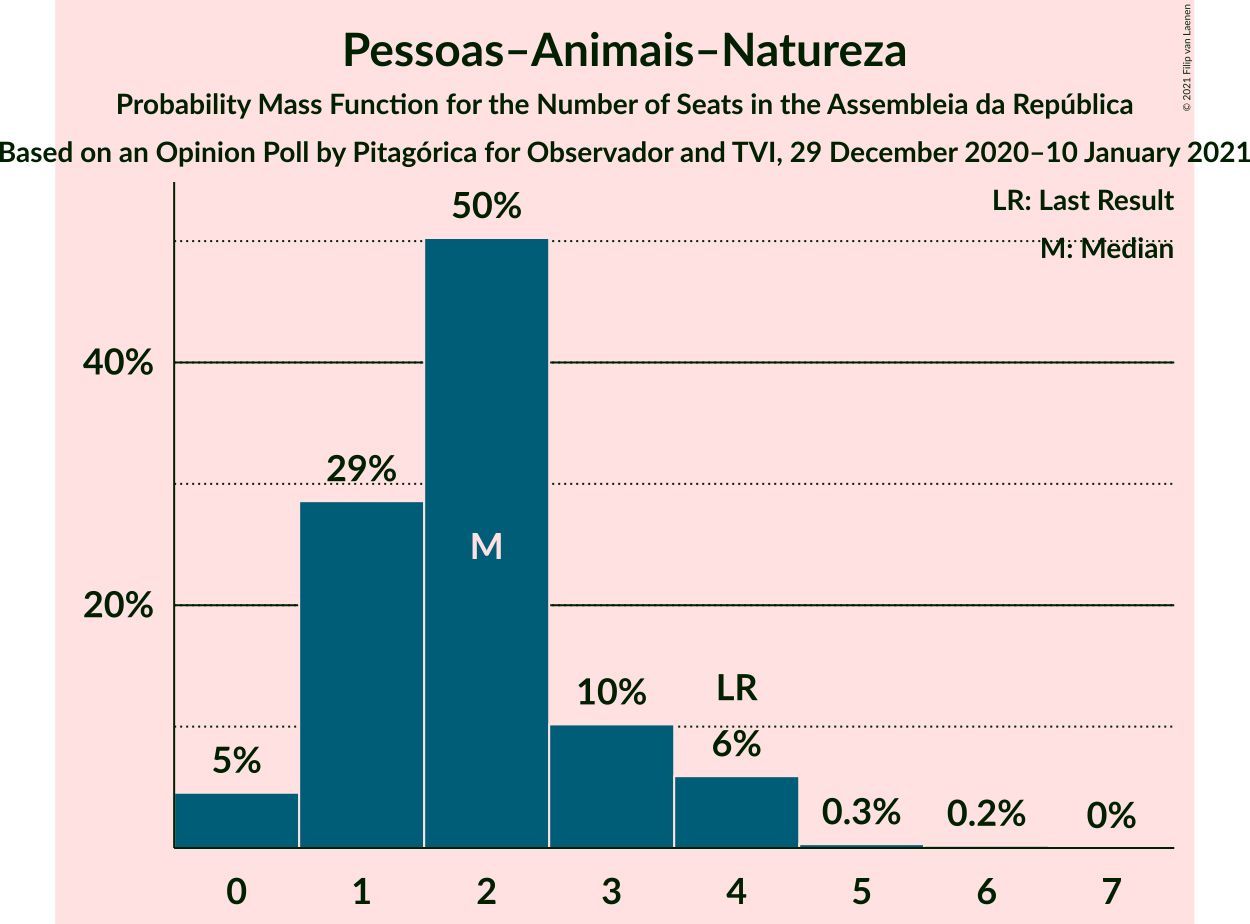 Pessoas–Animais–Natureza
Probability Mass Function for the Number of Seats in the Assembleia da República
Based on an Opinion Poll by Pitagórica for Observador and TVI, 29 December 2020–10 January 2021
© 2021 Filip van Laenen
LR: Last Result
M: Median
50%
40%
29%
M
20%
LR
10%
6%
5%
0.3% 0.2% 0%
0 1 2 3 4 5 6 7